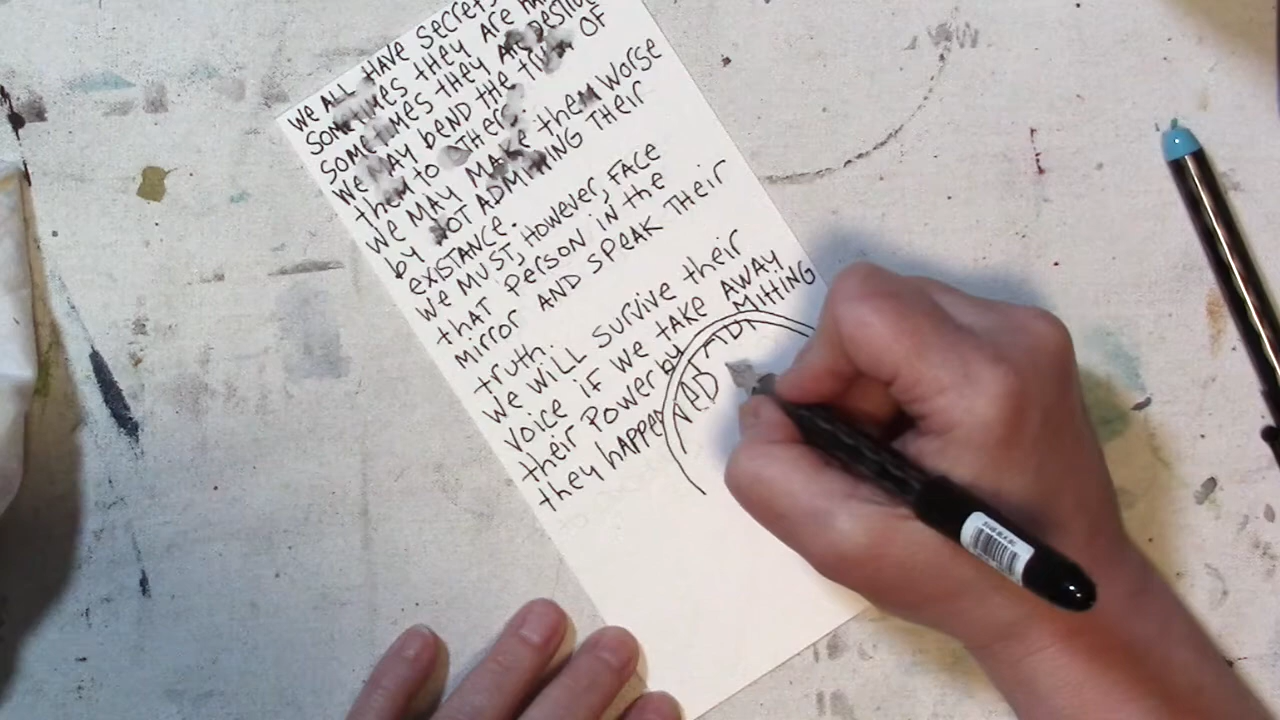 WE ALL HAVE SECRETS
SOMETIMES THEY ARE
SOMETIMES THEY ARE
WE MAY BEND THE TRUTH OF
them to others.
WE MAY MAKE them WORSE
by NOT ADMITTING THEIR
EXISTANCE.
WE MUST, HOWEVER, FACE
that PERSON IN the
MIRROR AND SPEAK THEIR
truth.
WE WILL SURVIVE their
VOICE IF WE TAKE AWAY
their POWER by ADMITTING
they HAPPENED